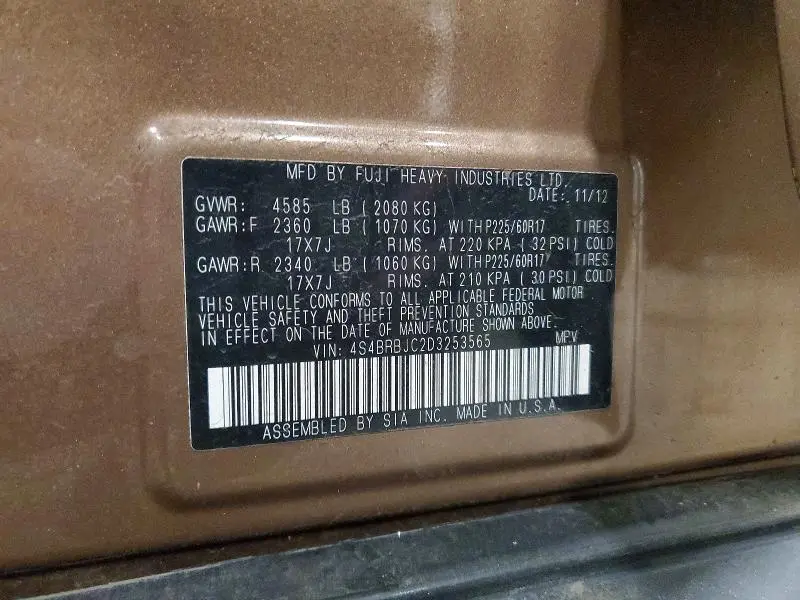 MFD BY FUJI HEAVY INDUSTRIES LTD.
DATE: 11/12
GVWR: 4585 LB ( 2080 KG)
GAWR:F 2360 LB ( 1070 KG) WITH P225/60R17 TIRES.
17X7J RIMS. AT 220 KPA ( 32 PSI) COLD
GAWR:R 2340 LB ( 1060 KG) WITH P225/60R17 TIRES.
17X7J RIMS. AT 210 KPA ( 30 PSI) COLD
THIS VEHICLE CONFORMS TO ALL APPLICABLE FEDERAL MOTOR
VEHICLE SAFETY AND THEFT PREVENTION STANDARDS
IN EFFECT ON THE DATE OF MANUFACTURE SHOWN ABOVE.
VIN: 4S4BRBJC2D3253565 MPV
ASSEMBLED BY SIA INC. MADE IN U.S.A.